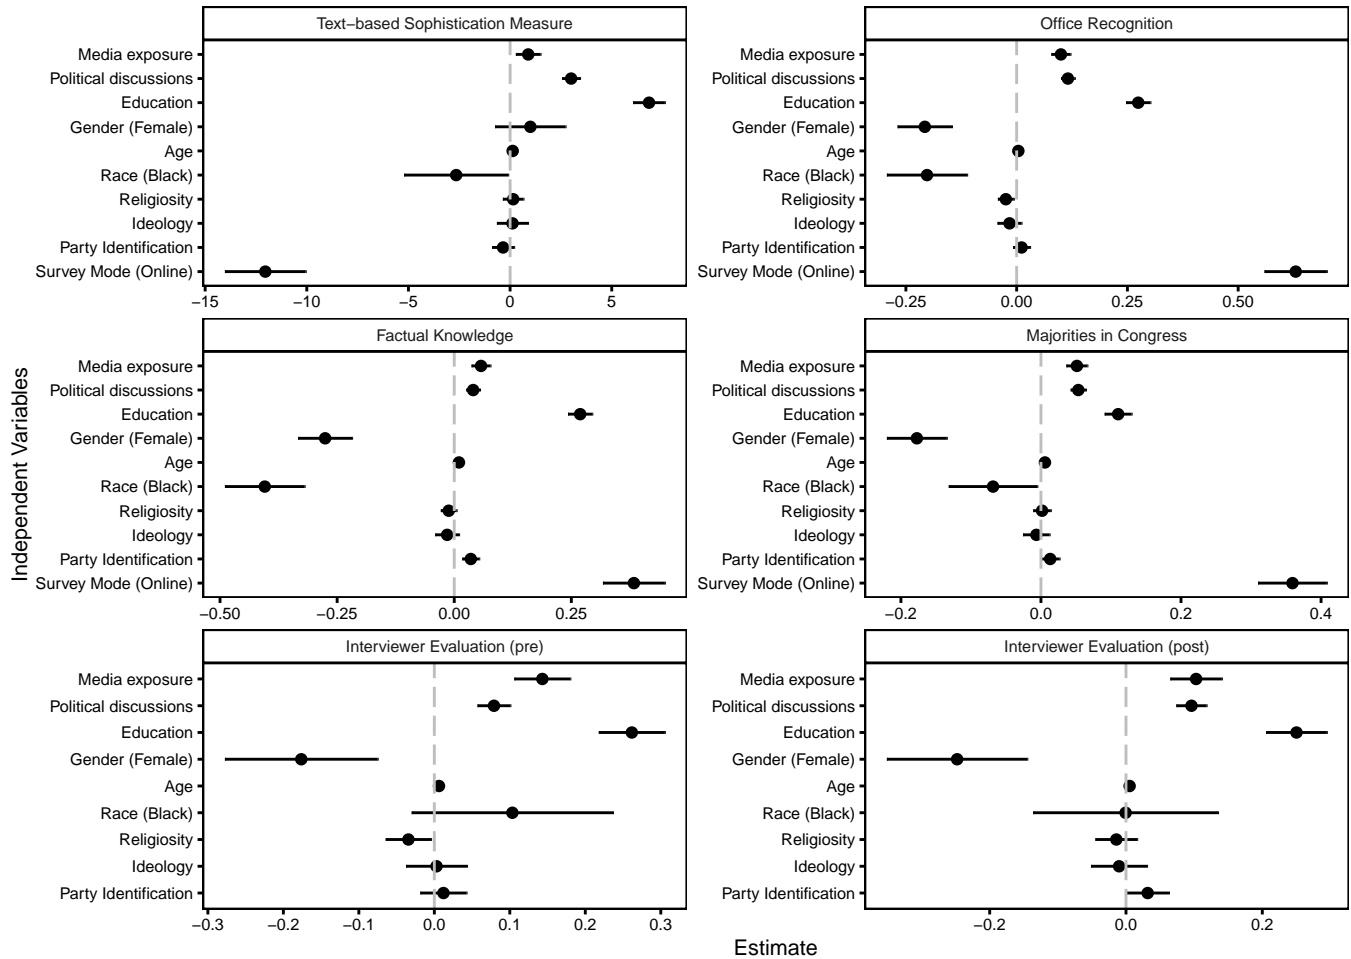 Text−based Sophistication Measure
Media exposure
Political discussions
Education
Gender (Female)
Age
Race (Black)
Religiosity
Ideology
Party Identification
Survey Mode (Online)
−15 −10 −5 0 5
Office Recognition
Media exposure
Political discussions
Education
Gender (Female)
Age
Race (Black)
Religiosity
Ideology
Party Identification
Survey Mode (Online)
−0.25 0.00 0.25 0.50
Independent Variables
Factual Knowledge
Media exposure
Political discussions
Education
Gender (Female)
Age
Race (Black)
Religiosity
Ideology
Party Identification
Survey Mode (Online)
−0.50 −0.25 0.00 0.25
Majorities in Congress
Media exposure
Political discussions
Education
Gender (Female)
Age
Race (Black)
Religiosity
Ideology
Party Identification
Survey Mode (Online)
−0.2 0.0 0.2 0.4
Interviewer Evaluation (pre)
Media exposure
Political discussions
Education
Gender (Female)
Age
Race (Black)
Religiosity
Ideology
Party Identification
−0.3 −0.2 −0.1 0.0 0.1 0.2 0.3
Interviewer Evaluation (post)
Media exposure
Political discussions
Education
Gender (Female)
Age
Race (Black)
Religiosity
Ideology
Party Identification
−0.2 0.0 0.2
Estimate